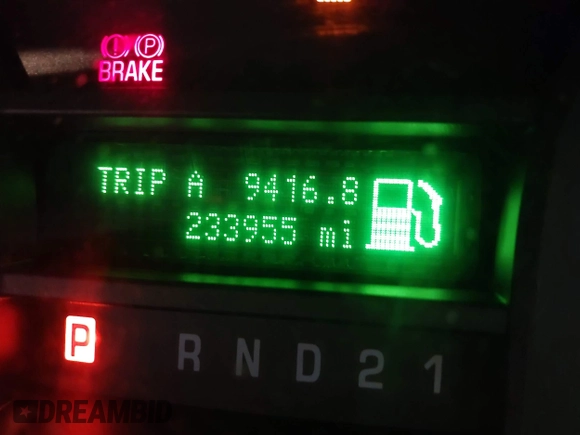 ! P
BRAKE
TRIP A 9416.8
233955 mi
P R N D 2 1
DREAMBID